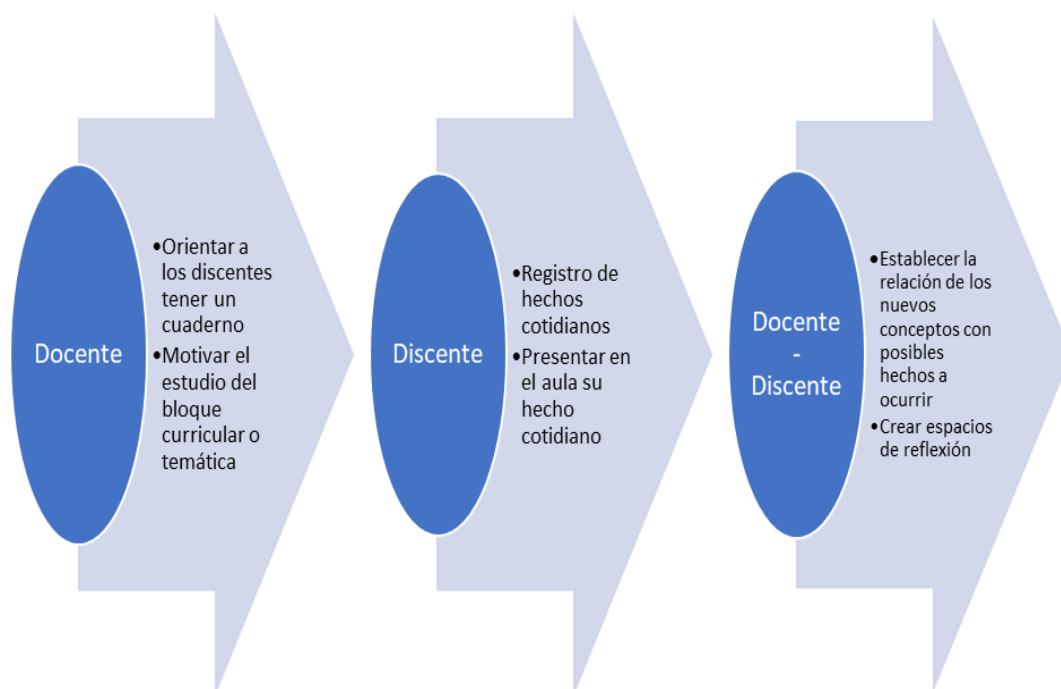 Docente
•Orientar a
los discentes
tener un
cuaderno
•Motivar el
estudio del
bloque
curricular o
temática
Discente
•Registro de
hechos
cotidianos
•Presentar en
el aula su
hecho
cotidiano
Docente
-
Discente
•Establecer la
relación de los
nuevos
conceptos con
posibles
hechos a
ocurrir
•Crear espacios
de reflexión